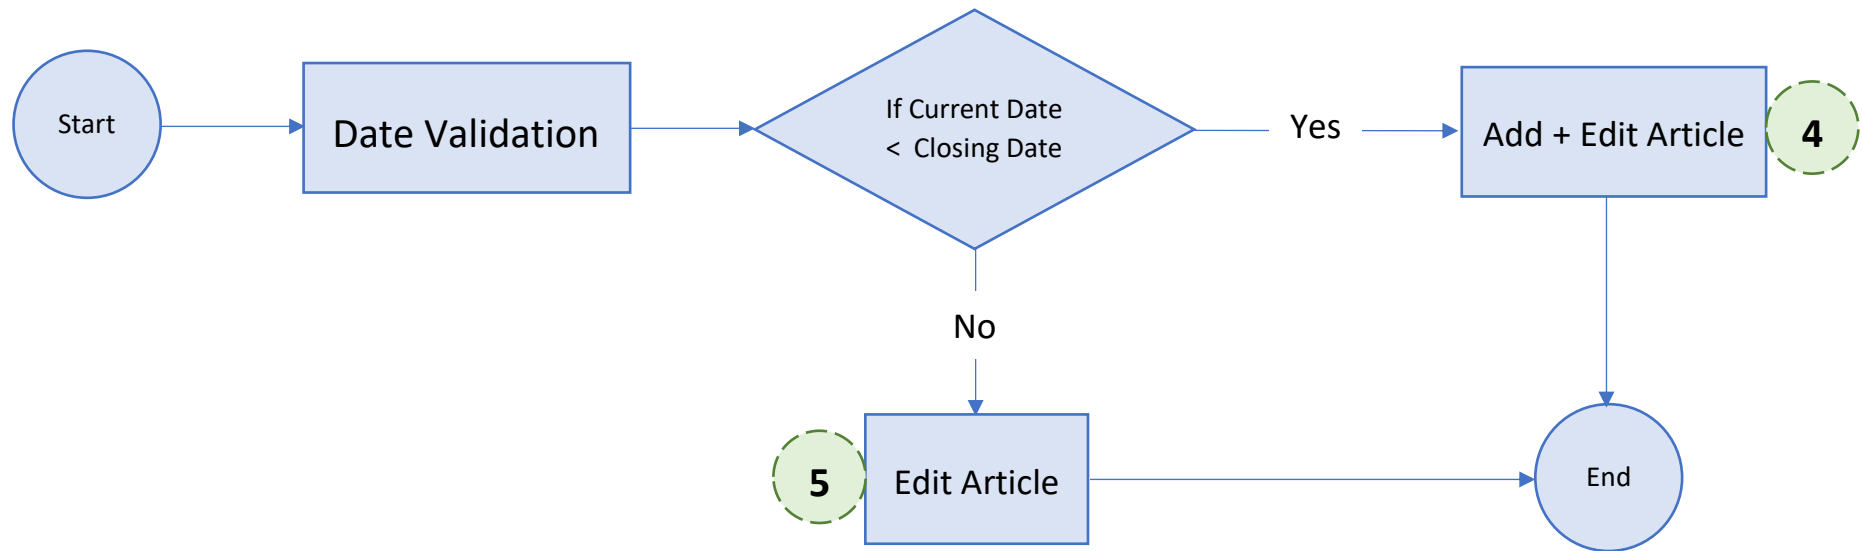 Start
Date Validation
If Current Date
<  Closing Date
Yes
Add + Edit Article
4
No
5
Edit Article
End